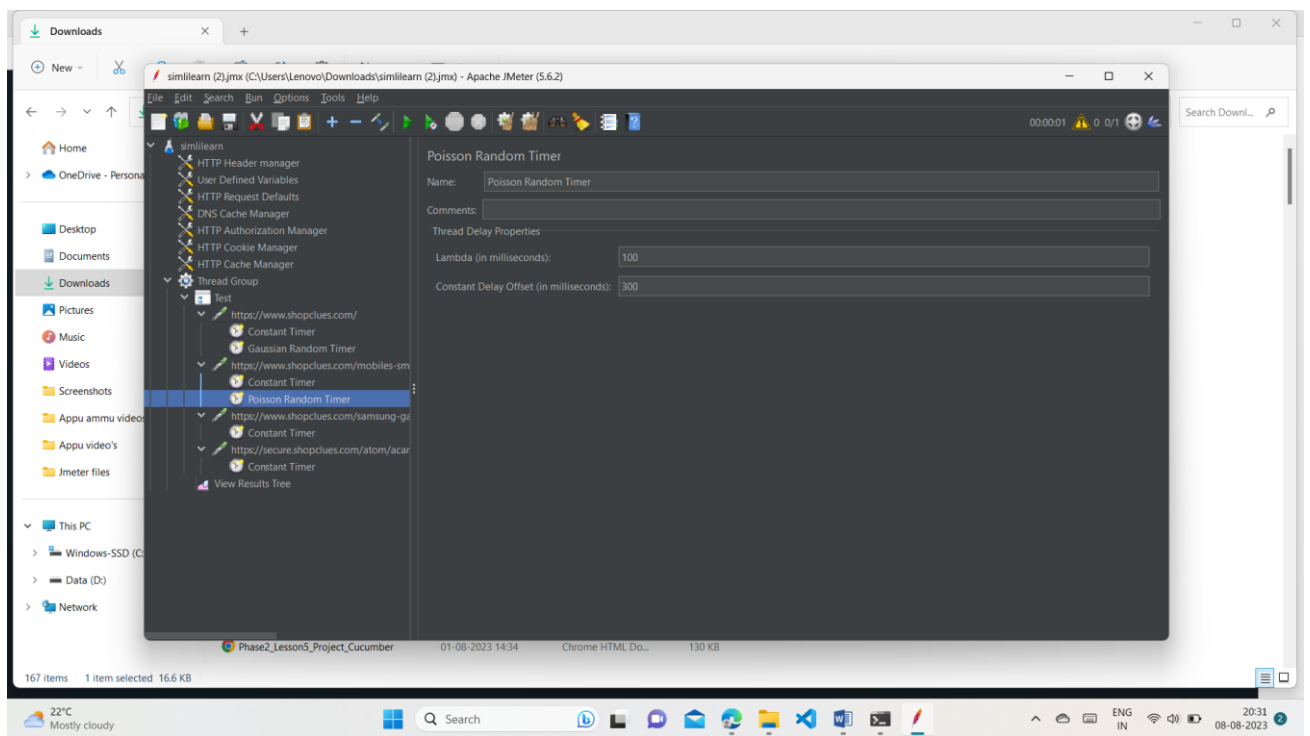 Downloads
New
simlilearn (2).jmx (C:\Users\Lenovo\Downloads\simlilearn (2).jmx) - Apache JMeter (5.6.2)
File Edit Search Run Options Tools Help
Search Downl...
00:00:01 0 0/1
Home
OneDrive - Persona
Desktop
Documents
Downloads
Pictures
Music
Videos
Screenshots
Appu ammu videos
Appu video's
Jmeter files
This PC
Windows-SSD (C:
Data (D:)
Network
simlilearn
HTTP Header manager
User Defined Variables
HTTP Request Defaults
DNS Cache Manager
HTTP Authorization Manager
HTTP Cookie Manager
HTTP Cache Manager
Thread Group
Test
https://www.shopclues.com/
Constant Timer
Gaussian Random Timer
https://www.shopclues.com/mobiles-sm
Constant Timer
Poisson Random Timer
https://www.shopclues.com/samsung-ga
Constant Timer
https://secure.shopclues.com/atom/acar
Constant Timer
View Results Tree
Poisson Random Timer
Name: Poisson Random Timer
Comments:
Thread Delay Properties
Lambda (in milliseconds): 100
Constant Delay Offset (in milliseconds): 300
Phase2_Lesson5_Project_Cucumber 01-08-2023 14:34 Chrome HTML Do... 130 KB
167 items 1 item selected 16.6 KB
22°C
Mostly cloudy
Search
ENG
IN
20:31
08-08-2023
2